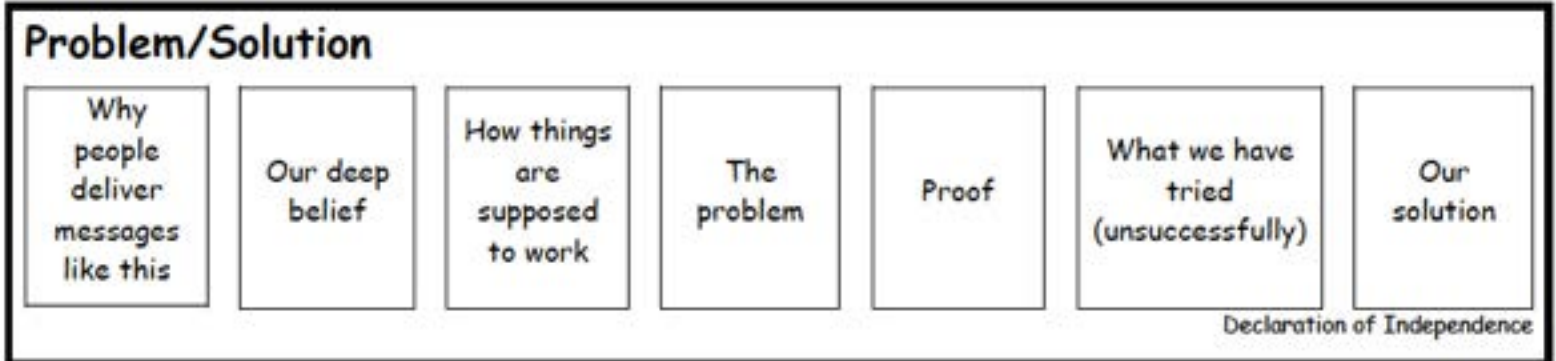 Problem/Solution
Why
people
deliver
messages
like this
Our deep
belief
How things
are
supposed
to work
The
problem
Proof
What we have
tried
(unsuccessfully)
Our
solution
Declaration of Independence